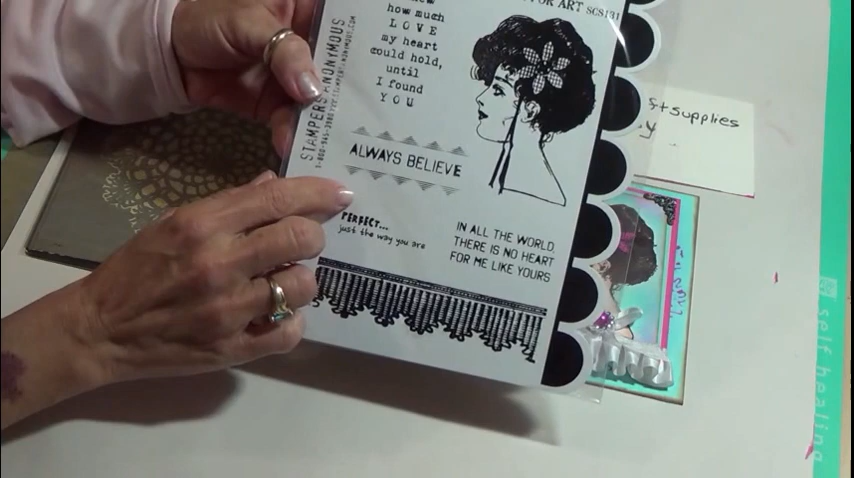 FOR ART SCS131
how much
LOVE
my heart
could hold,
until
I found
YOU
STAMPERS ANONYMOUS
ALWAYS BELIEVE
PERFECT...
just the way you are
IN ALL THE WORLD,
THERE IS NO HEART
FOR ME LIKE YOURS
supplies
self healing